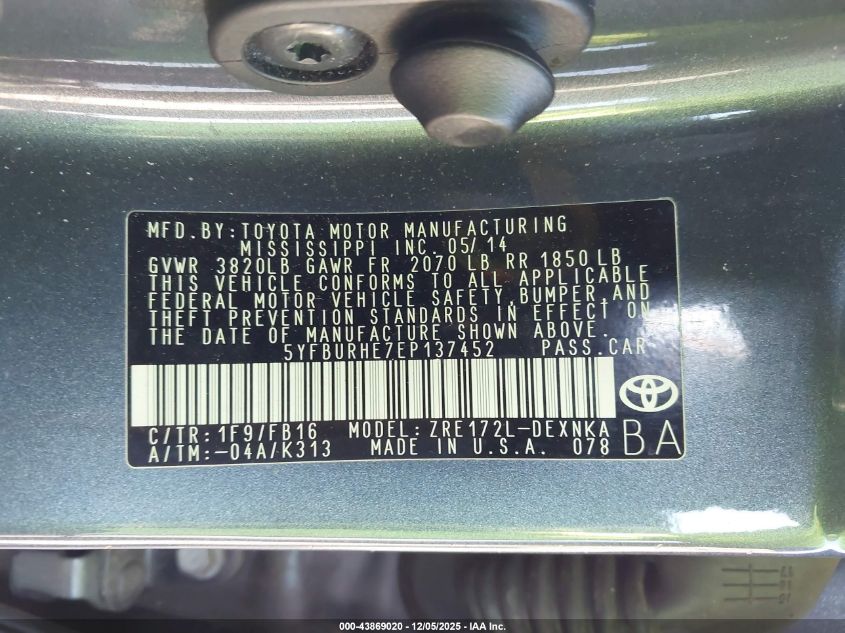 MFD. BY: TOYOTA MOTOR MANUFACTURING
MISSISSIPPI INC. 05/14
GVWR 3820LB GAWR FR 2070 LB RR 1850 LB
THIS VEHICLE CONFORMS TO ALL APPLICABLE
FEDERAL MOTOR VEHICLE SAFETY, BUMPER, AND
THEFT PREVENTION STANDARDS IN EFFECT ON
THE DATE OF MANUFACTURE SHOWN ABOVE.
5YFBURHE7EP137452 PASS. CAR
C/TR: 1F9/FB16 MODEL: ZRE172L-DEXNKA
A/TM: -04A/K313 MADE IN U.S.A. 078 BA
000-43869020 - 12/05/2025 - IAA Inc.